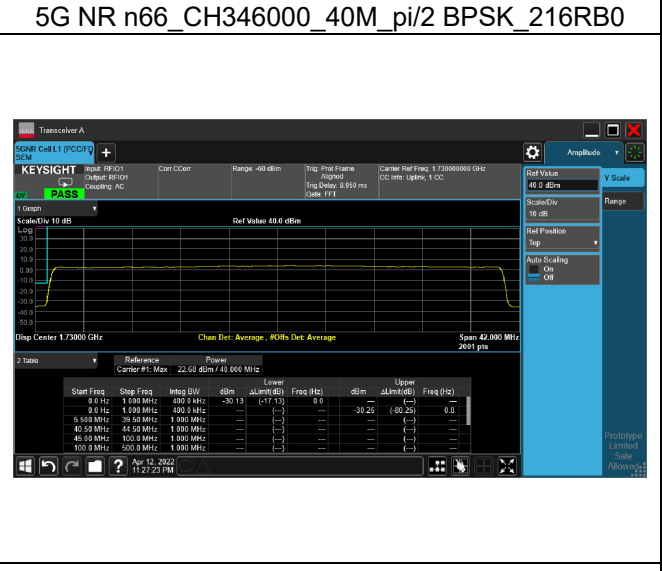 5G NR n66_CH346000_40M_pi/2 BPSK_216RB0
Transceiver A
5GNR Cell L1 (PCC/FD
SEM
+
KEYSIGHT
PASS
Input: RFIO1
Output: RFIO1
Coupling: AC
Corr CCorr
Range: -60 dBm
Trig: Prot Frame
Aligned
Trig Delay: 8.950 ms
Gate: FFT
Carrier Ref Freq: 1.730000000 GHz
CC Info: Uplink, 1 CC
1 Graph
Scale/Div 10 dB
Ref Value 40.0 dBm
Log
30.0
20.0
10.0
0.00
-10.0
-20.0
-30.0
-40.0
-50.0
Disp Center 1.73000 GHz
Chan Det: Average , #Offs Det: Average
Span 42.000 MHz
2001 pts
2 Table
Reference Power
Carrier #1: Max 22.68 dBm / 40.000 MHz
Lower Upper
Start Freq Stop Freq Integ BW dBm ΔLimit(dB) Freq (Hz) dBm ΔLimit(dB) Freq (Hz)
0.0 Hz 1.000 MHz 400.0 kHz -30.13 (-17.13) 0.0 --- (---) ---
0.0 Hz 1.000 MHz 400.0 kHz --- (---) --- -30.25 (-80.25) 0.0
5.500 MHz 39.50 MHz 1.000 MHz --- (---) --- --- (---) ---
40.50 MHz 44.50 MHz 1.000 MHz --- (---) --- --- (---) ---
45.00 MHz 100.0 MHz 1.000 MHz --- (---) --- --- (---) ---
100.0 MHz 500.0 MHz 1.000 MHz --- (---) --- --- (---) ---
?
Apr 12, 2022
11:27:23 PM
Amplitude
Ref Value
40.0 dBm
Scale/Div
10 dB
Ref Position
Top
Auto Scaling
On
Off
Y Scale
Range
Prototype
Limited
Sale
Allowed